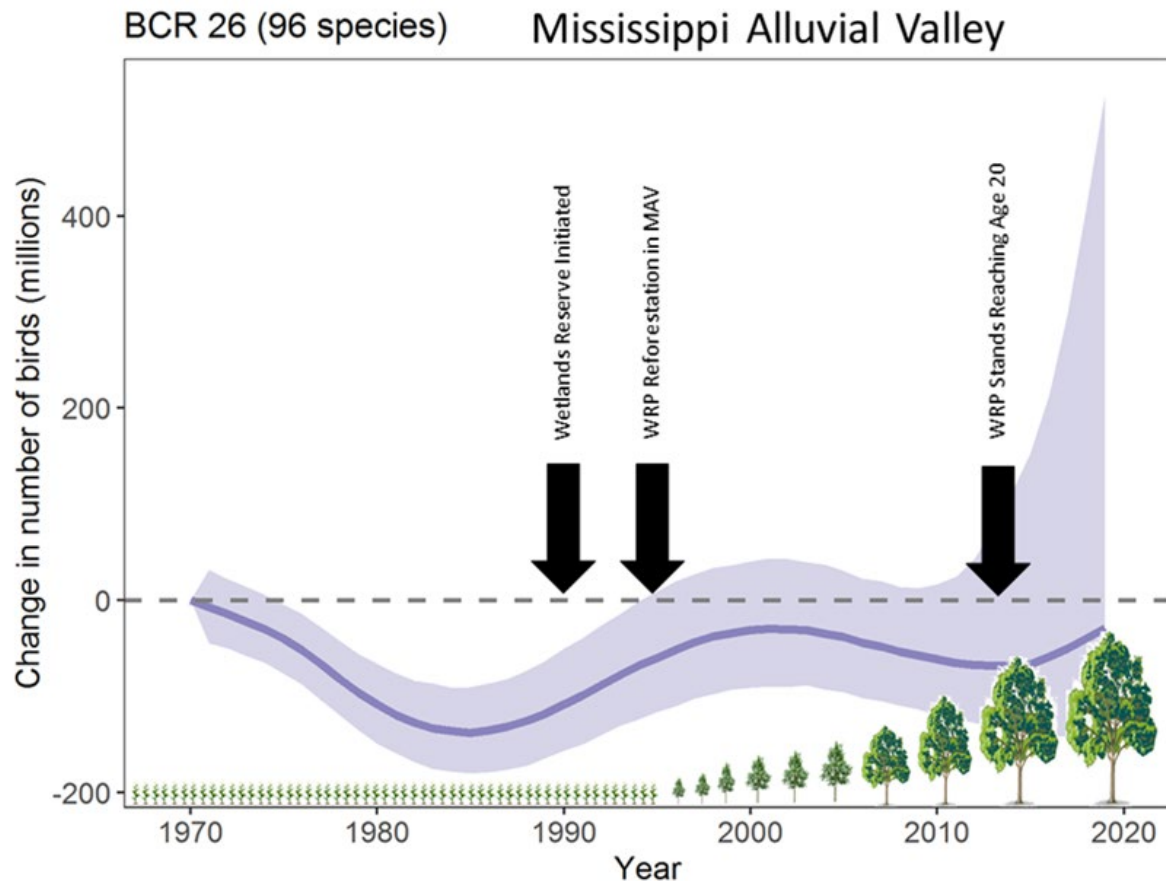 BCR 26 (96 species)
Mississippi Alluvial Valley
Change in number of birds (millions)
400
200
0
-200
Wetlands Reserve Initiated
WRP Reforestation in MAV
WRP Stands Reaching Age 20
1970
1980
1990
2000
2010
2020
Year